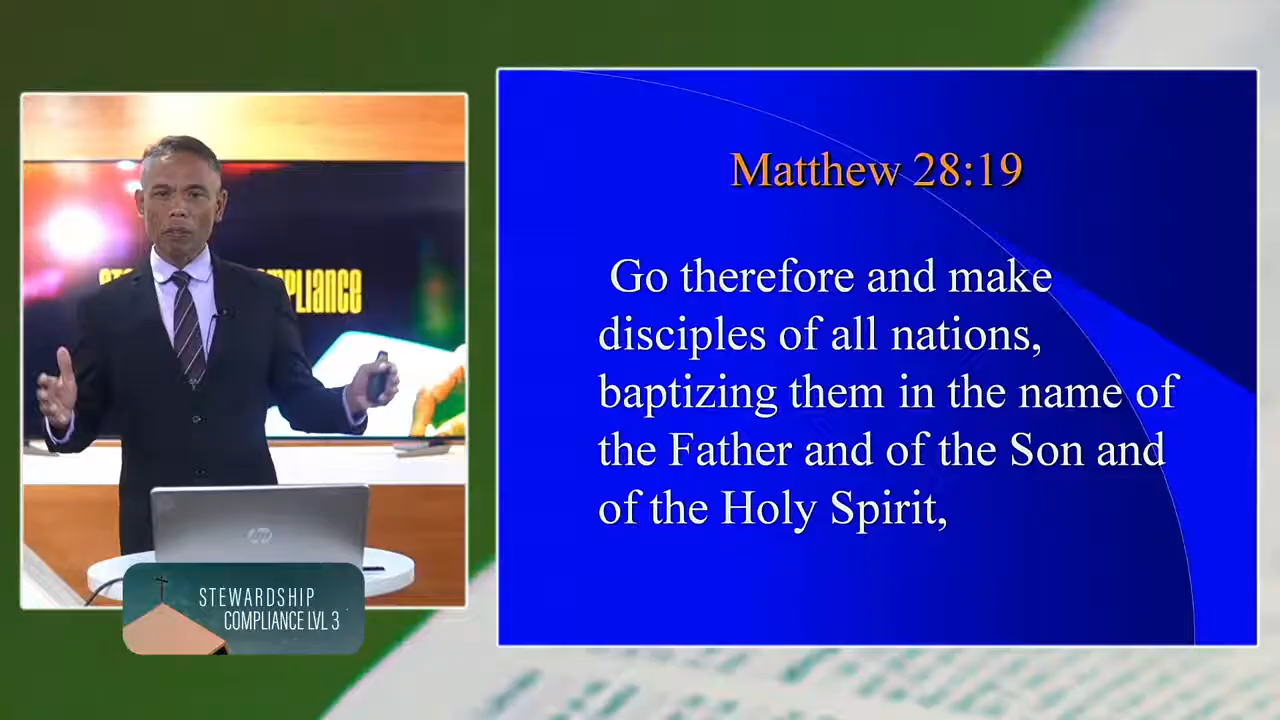 Matthew 28:19
Go therefore and make
disciples of all nations,
baptizing them in the name of
the Father and of the Son and
of the Holy Spirit,
STEWARDSHIP
COMPLIANCE LVL 3
hp